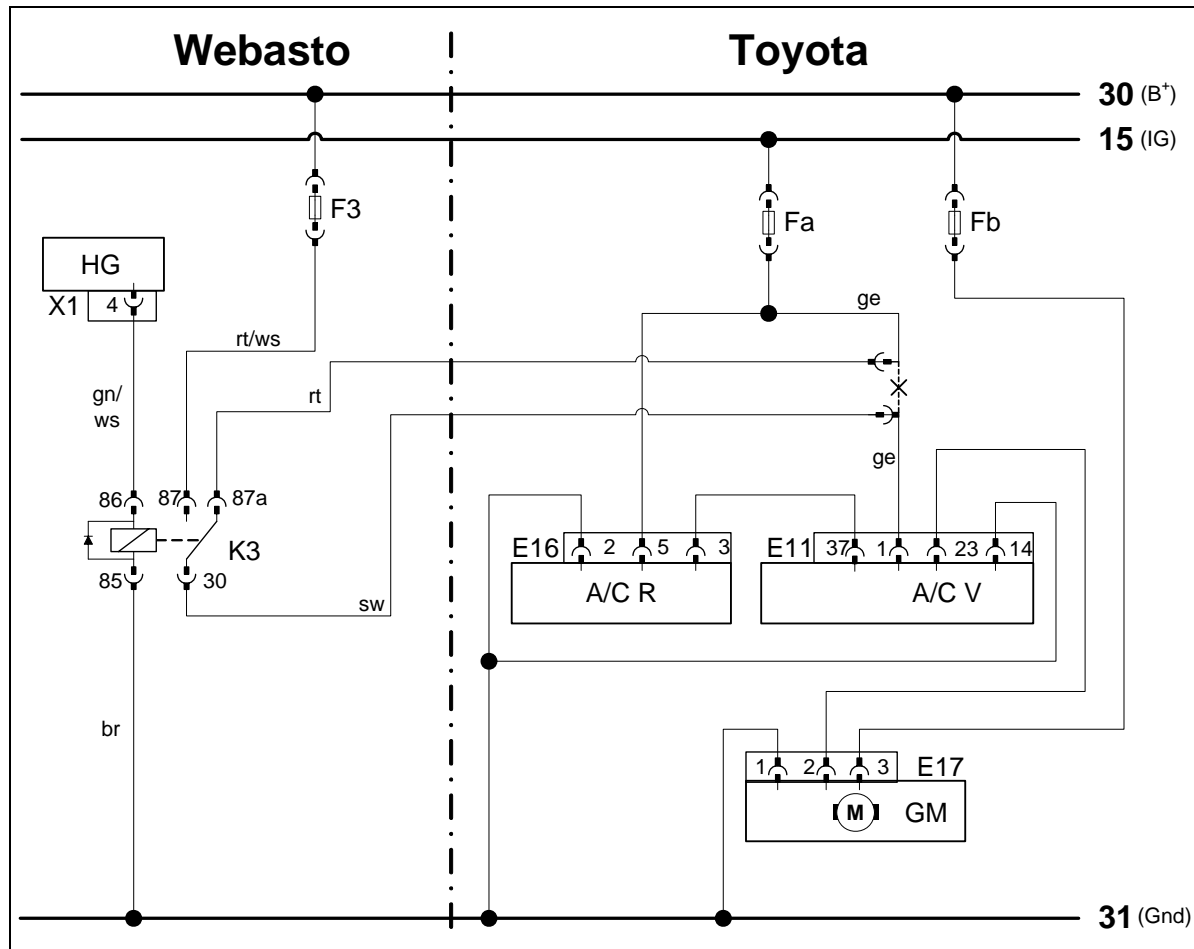 Webasto
Toyota
30 (B+)
15 (IG)
F3
Fa
Fb
HG
X1 4
ge
rt/ws
gn/
ws
rt
ge
86 87 87a
K3
85 30
sw
E16 2 5 3
E11 37 1 23 14
A/C R
A/C V
br
1 2 3 E17
M GM
31 (Gnd)